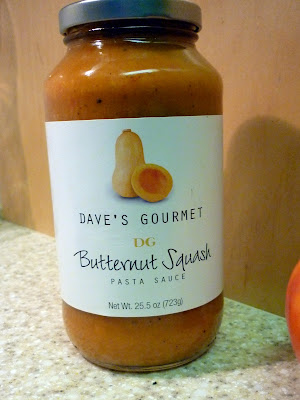 DAVE'S GOURMET
DG
Butternut Squash
PASTA SAUCE
Net Wt. 25.5 oz (723g)